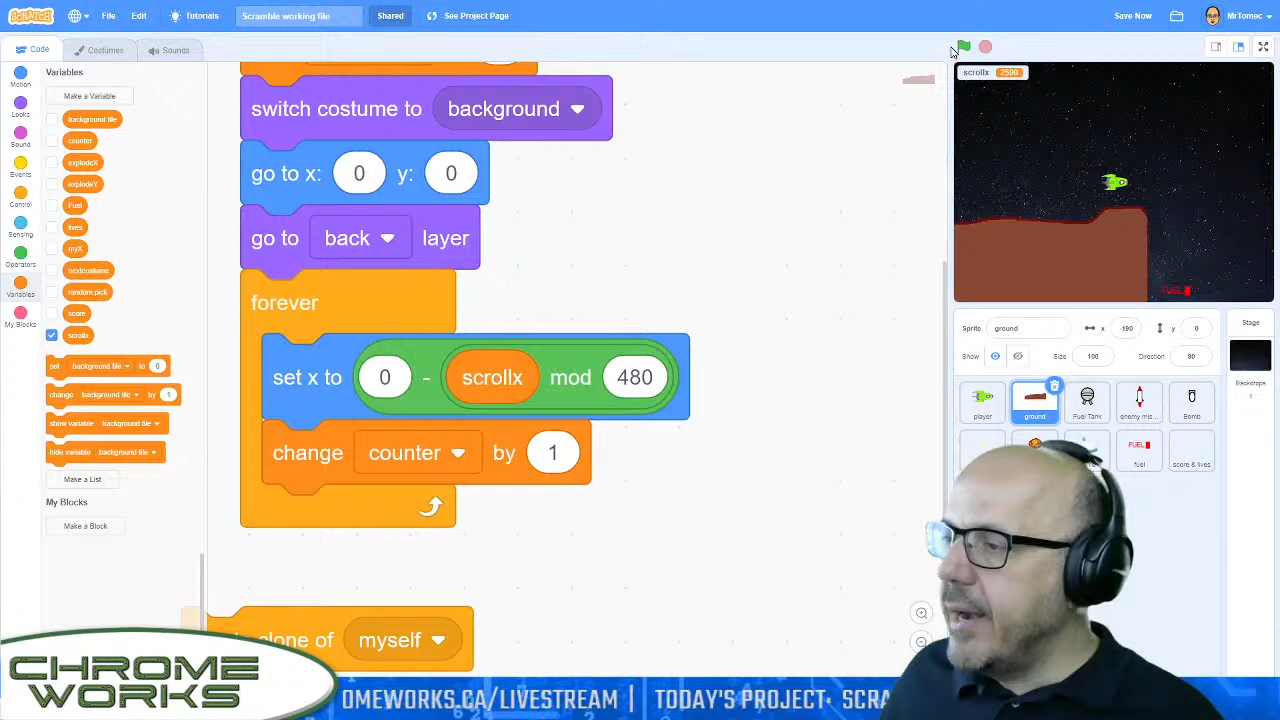 SCRATCH
File
Edit
Tutorials
Scramble working file
Shared
See Project Page
Save Now
MrTomec
Code
Costumes
Sounds
Motion
Looks
Sound
Events
Control
Sensing
Operators
Variables
My Blocks
Variables
Make a Variable
background tile
counter
explodeX
explodeY
Fuel
lives
myX
nextcostume
random pick
score
scrollx
set background tile to 0
change background tile by 1
show variable background tile
hide variable background tile
Make a List
My Blocks
Make a Block
switch costume to background
go to x: 0 y: 0
go to back layer
forever
set x to 0 - scrollx mod 480
change counter by 1
clone of myself
scrollx 2590
FUEL
Sprite ground x -190 y 0
Show Size 100 Direction 90
Stage
Backdrops
1
player
ground
Fuel Tank
enemy mis...
Bomb
fuel
score & lives
FUEL
CHROME
WORKS
OMEWORKS.CA/LIVESTREAM | TODAY'S PROJECT: SCRA